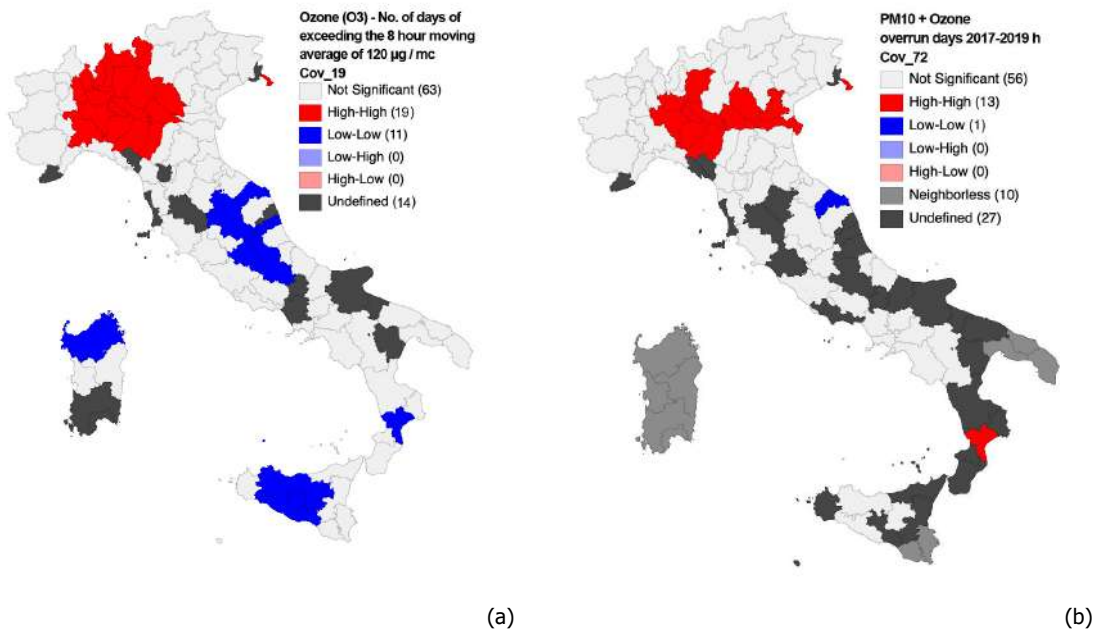 Ozone (O3) - No. of days of
exceeding the 8 hour moving
average of 120 µg / mc
Cov_19
Not Significant (63)
High-High (19)
Low-Low (11)
Low-High (0)
High-Low (0)
Undefined (14)
(a)
PM10 + Ozone
overrun days 2017-2019 h
Cov_72
Not Significant (56)
High-High (13)
Low-Low (1)
Low-High (0)
High-Low (0)
Neighborless (10)
Undefined (27)
(b)